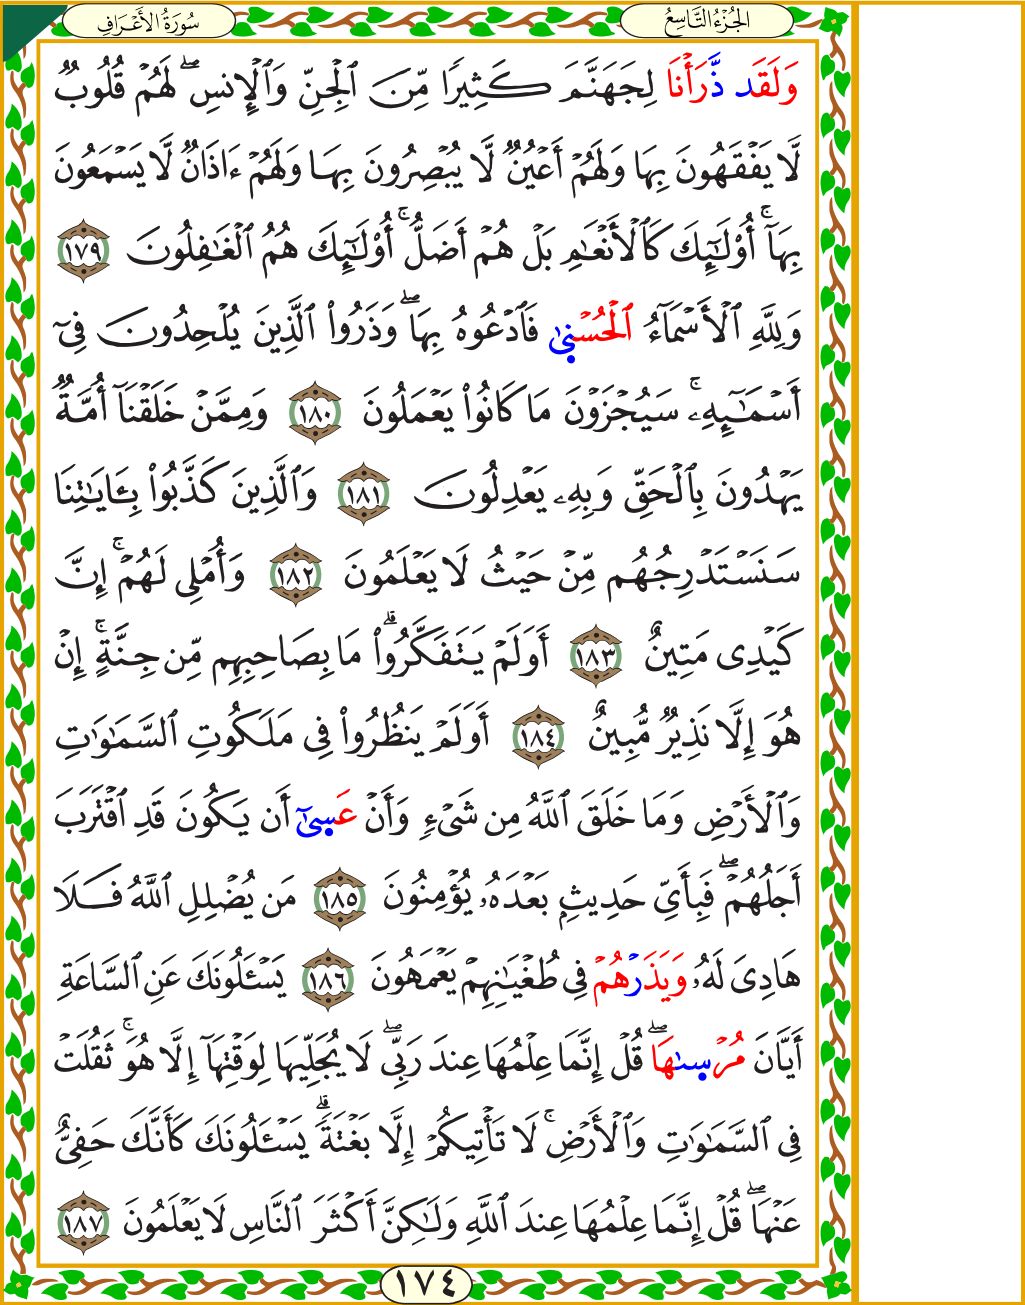 الجُزْءُ التَّاسِعُ
سُورَةُ الأَعْرَافِ
وَلَقَد ذَّرَأْنَا لِجَهَنَّمَ كَثِيرًا مِّنَ ٱلْجِنِّ وَٱلْإِنسِ ۖ لَهُمْ قُلُوبٌ
لَّا يَفْقَهُونَ بِهَا وَلَهُمْ أَعْيُنٌ لَّا يُبْصِرُونَ بِهَا وَلَهُمْ ءَاذَانٌ لَّا يَسْمَعُونَ
بِهَآ ۚ أُو۟لَـٰٓئِكَ كَٱلْأَنْعَـٰمِ بَلْ هُمْ أَضَلُّ ۚ أُو۟لَـٰٓئِكَ هُمُ ٱلْغَـٰفِلُونَ ١٧٩
وَلِلَّهِ ٱلْأَسْمَآءُ ٱلْحُسْنىٰ فَٱدْعُوهُ بِهَا ۖ وَذَرُوا۟ ٱلَّذِينَ يُلْحِدُونَ فِىٓ
أَسْمَـٰٓئِهِۦ ۚ سَيُجْزَوْنَ مَا كَانُوا۟ يَعْمَلُونَ ١٨٠ وَمِمَّنْ خَلَقْنَآ أُمَّةٌ
يَهْدُونَ بِٱلْحَقِّ وَبِهِۦ يَعْدِلُونَ ١٨١ وَٱلَّذِينَ كَذَّبُوا۟ بِـَٔايَـٰتِنَا
سَنَسْتَدْرِجُهُم مِّنْ حَيْثُ لَا يَعْلَمُونَ ١٨٢ وَأُمْلِى لَهُمْ ۚ إِنَّ
كَيْدِى مَتِينٌ ١٨٣ أَوَلَمْ يَتَفَكَّرُوا۟ ۗ مَا بِصَاحِبِهِم مِّن جِنَّةٍ ۚ إِنْ
هُوَ إِلَّا نَذِيرٌ مُّبِينٌ ١٨٤ أَوَلَمْ يَنظُرُوا۟ فِى مَلَكُوتِ ٱلسَّمَـٰوَٰتِ
وَٱلْأَرْضِ وَمَا خَلَقَ ٱللَّهُ مِن شَىْءٍ وَأَنْ عَسىٰٓ أَن يَكُونَ قَدِ ٱقْتَرَبَ
أَجَلُهُمْ ۖ فَبِأَىِّ حَدِيثٍۭ بَعْدَهُۥ يُؤْمِنُونَ ١٨٥ مَن يُضْلِلِ ٱللَّهُ فَلَا
هَادِىَ لَهُۥ وَيَذَرْهُمْ فِى طُغْيَـٰنِهِمْ يَعْمَهُونَ ١٨٦ يَسْـَٔلُونَكَ عَنِ ٱلسَّاعَةِ
أَيَّانَ مُرْسىٰهَا ۖ قُلْ إِنَّمَا عِلْمُهَا عِندَ رَبِّى ۖ لَا يُجَلِّيهَا لِوَقْتِهَآ إِلَّا هُوَ ۚ ثَقُلَتْ
فِى ٱلسَّمَـٰوَٰتِ وَٱلْأَرْضِ ۚ لَا تَأْتِيكُمْ إِلَّا بَغْتَةً ۗ يَسْـَٔلُونَكَ كَأَنَّكَ حَفِىٌّ
عَنْهَا ۖ قُلْ إِنَّمَا عِلْمُهَا عِندَ ٱللَّهِ وَلَـٰكِنَّ أَكْثَرَ ٱلنَّاسِ لَا يَعْلَمُونَ ١٨٧
١٧٤